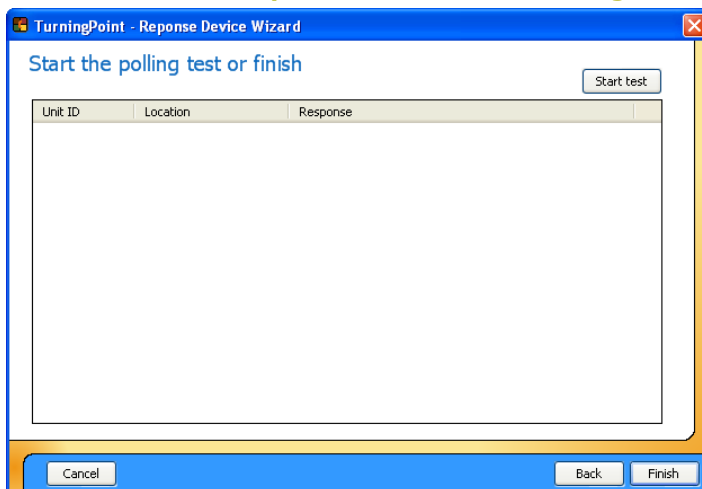 TurningPoint - Reponse Device Wizard
Start the polling test or finish
Start test
Unit ID Location Response
Cancel Back Finish